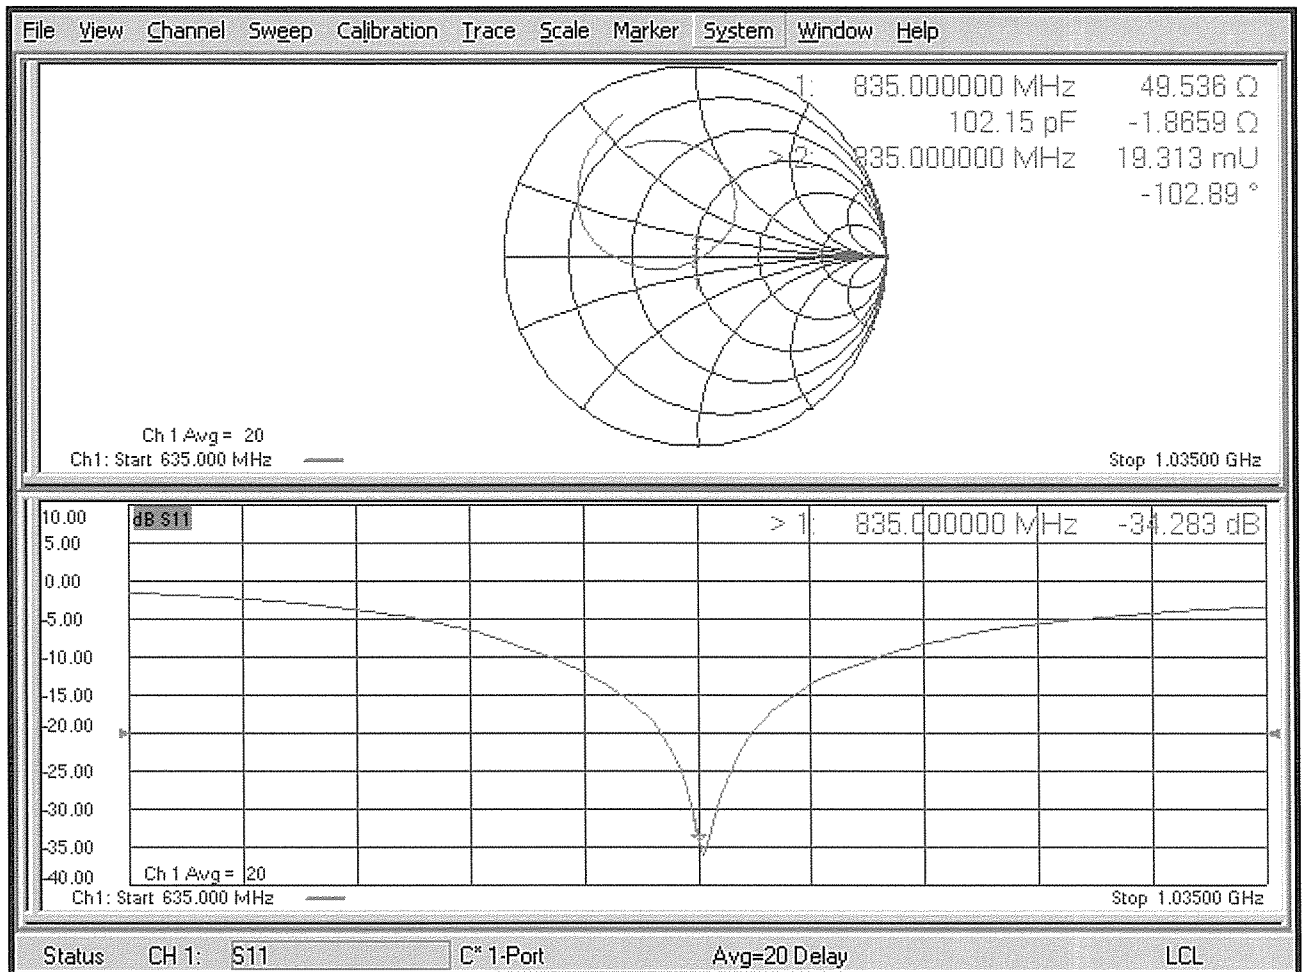 File View Channel Sweep Calibration Trace Scale Marker System Window Help
1: 835.000000 MHz 49.536 Ω
102.15 pF -1.8659 Ω
> 2: 835.000000 MHz 19.313 mU
-102.89 °
Ch 1 Avg = 20
Ch1: Start 635.000 MHz
Stop 1.03500 GHz
10.00
dB S11
> 1: 835.000000 MHz -34.283 dB
5.00
0.00
-5.00
-10.00
-15.00
-20.00
-25.00
-30.00
-35.00
-40.00
Ch 1 Avg = 20
Ch1: Start 635.000 MHz
Stop 1.03500 GHz
Status CH 1: S11 C* 1-Port Avg=20 Delay LCL